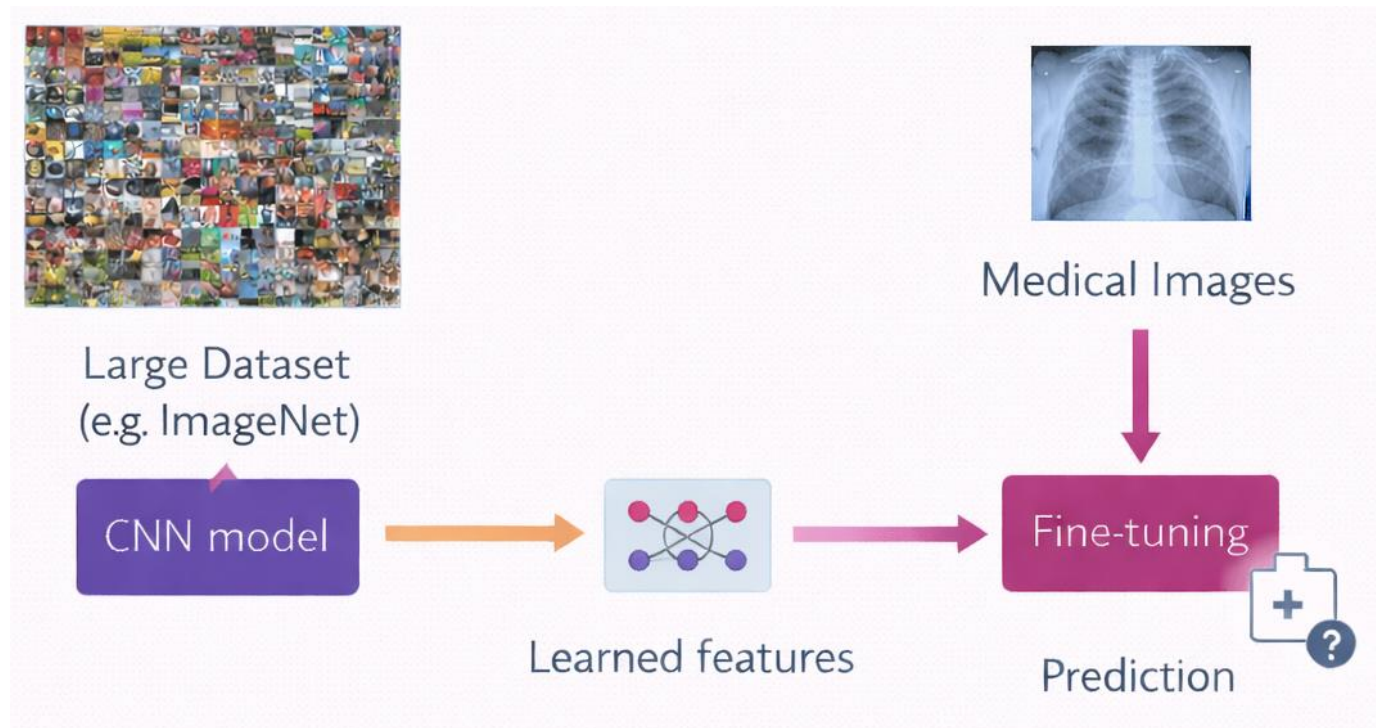 Large Dataset
(e.g. ImageNet)
CNN model
Learned features
Medical Images
Fine-tuning
Prediction
?